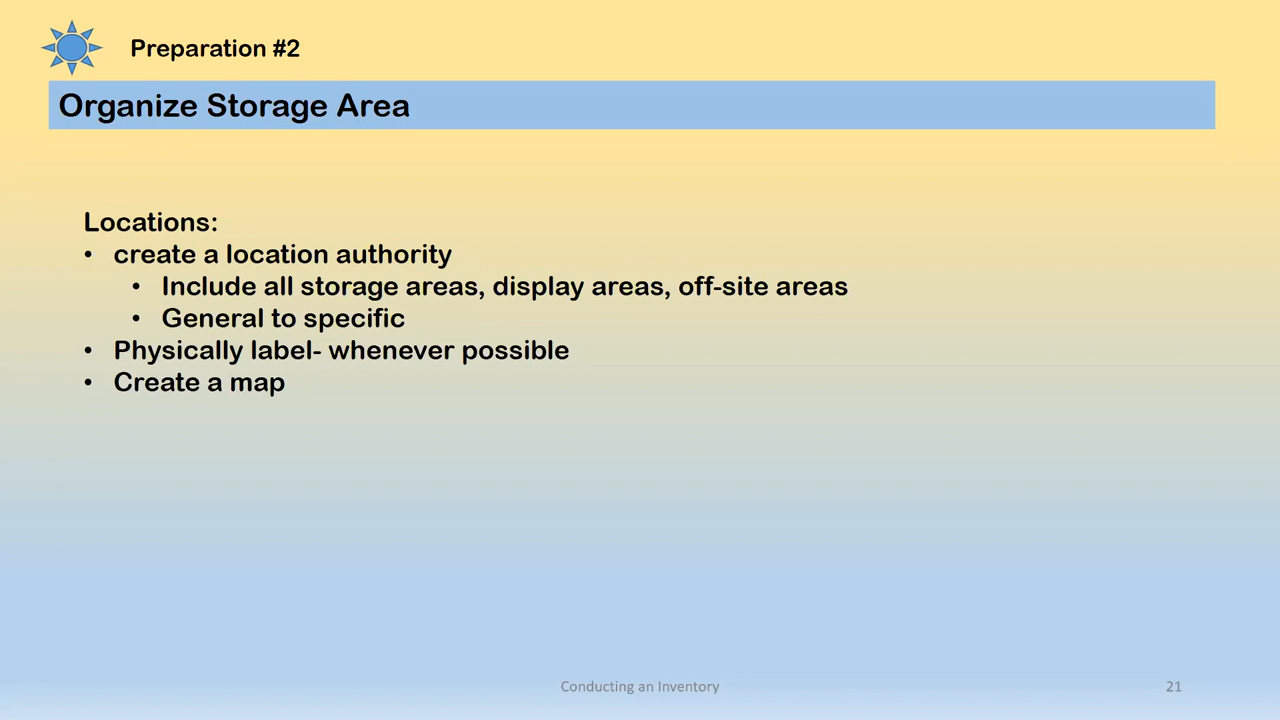 Preparation #2
Organize Storage Area
Locations:
• create a location authority
• Include all storage areas, display areas, off-site areas
• General to specific
• Physically label- whenever possible
• Create a map
Conducting an Inventory
21